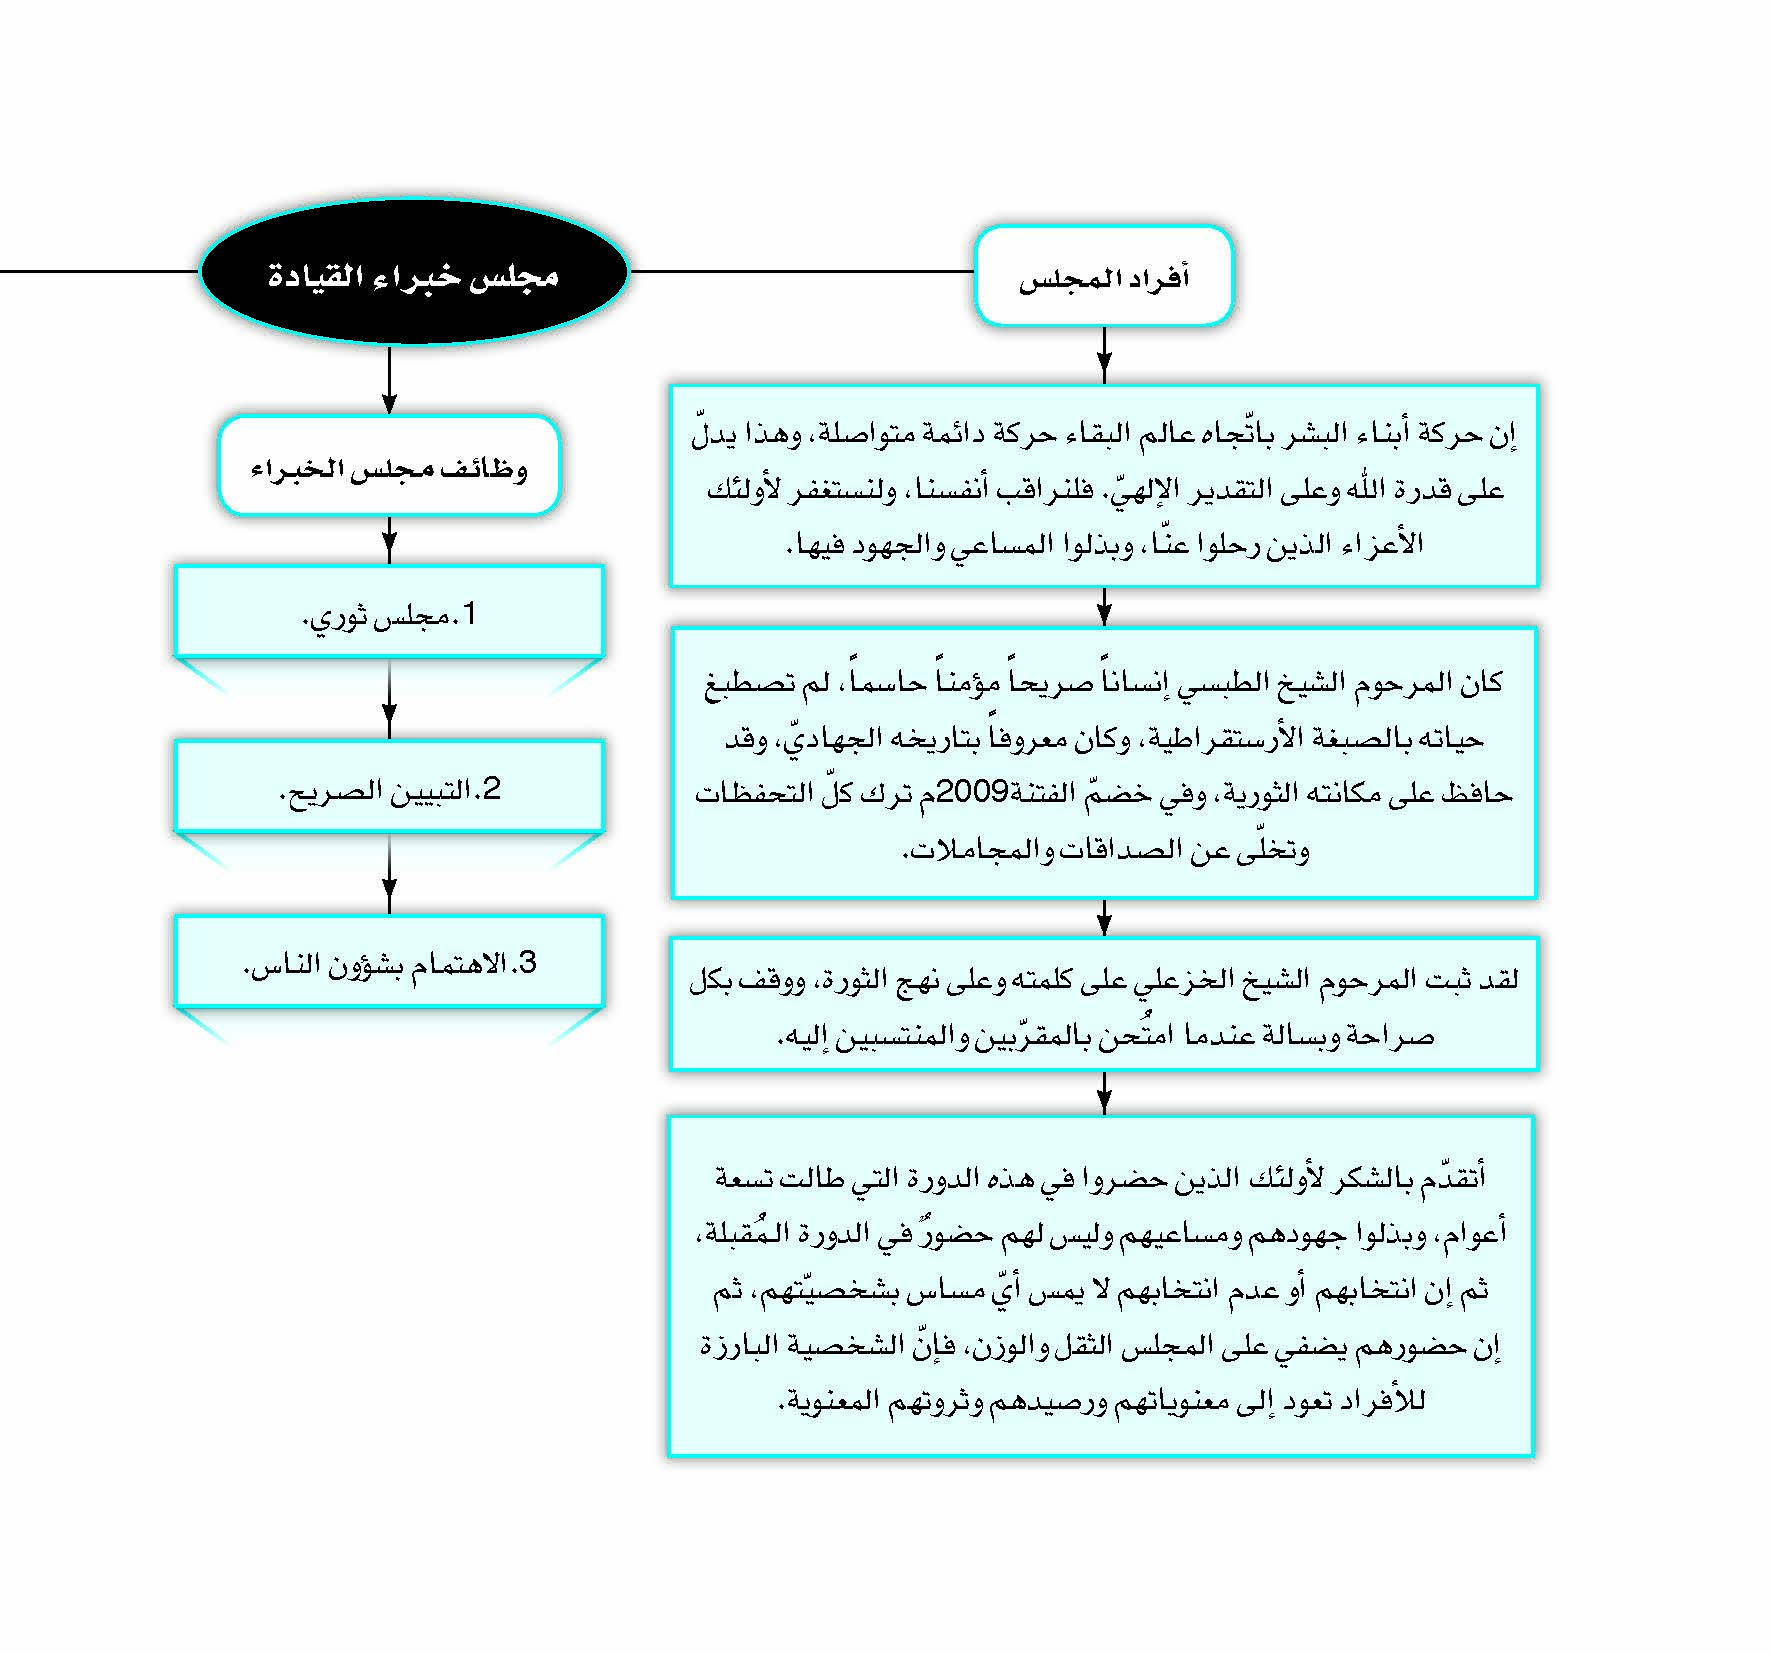 مجلس خبراء القيادة
أفراد المجلس
إن حركة أبناء البشر باتّجاه عالم البقاء حركة دائمة متواصلة، وهذا يدلّ
على قدرة الله وعلى التقدير الإلهيّ. فلنراقب أنفسنا، ولنستغفر لأولئك
الأعزاء الذين رحلوا عنّا، وبذلوا المساعي والجهود فيها.
كان المرحوم الشيخ الطبسي إنساناً صريحاً مؤمناً حاسماً، لم تصطبغ
حياته بالصبغة الأرستقراطية، وكان معروفاً بتاريخه الجهاديّ، وقد
حافظ على مكانته الثورية، وفي خضمّ الفتنة2009م ترك كلّ التحفظات
وتخلّى عن الصداقات والمجاملات.
لقد ثبت المرحوم الشيخ الخزعلي على كلمته وعلى نهج الثورة، ووقف بكل
صراحة وبسالة عندما امتُحن بالمقرّبين والمنتسبين إليه.
أتقدّم بالشكر لأولئك الذين حضروا في هذه الدورة التي طالت تسعة
أعوام، وبذلوا جهودهم ومساعيهم وليس لهم حضورٌ في الدورة المُقبلة،
ثم إن انتخابهم أو عدم انتخابهم لا يمس أيّ مساس بشخصيّتهم، ثم
إن حضورهم يضفي على المجلس الثقل والوزن، فإنّ الشخصية البارزة
للأفراد تعود إلى معنوياتهم ورصيدهم وثروتهم المعنوية.
وظائف مجلس الخبراء
1. مجلس ثوري.
2. التبيين الصريح.
3. الاهتمام بشؤون الناس.